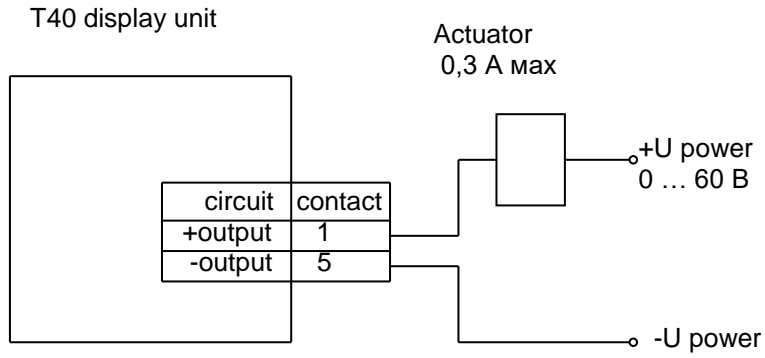 T40 display unit
Actuator
0,3 А мах
+U power
0 … 60 В
circuit contact
+output 1
-output 5
-U power